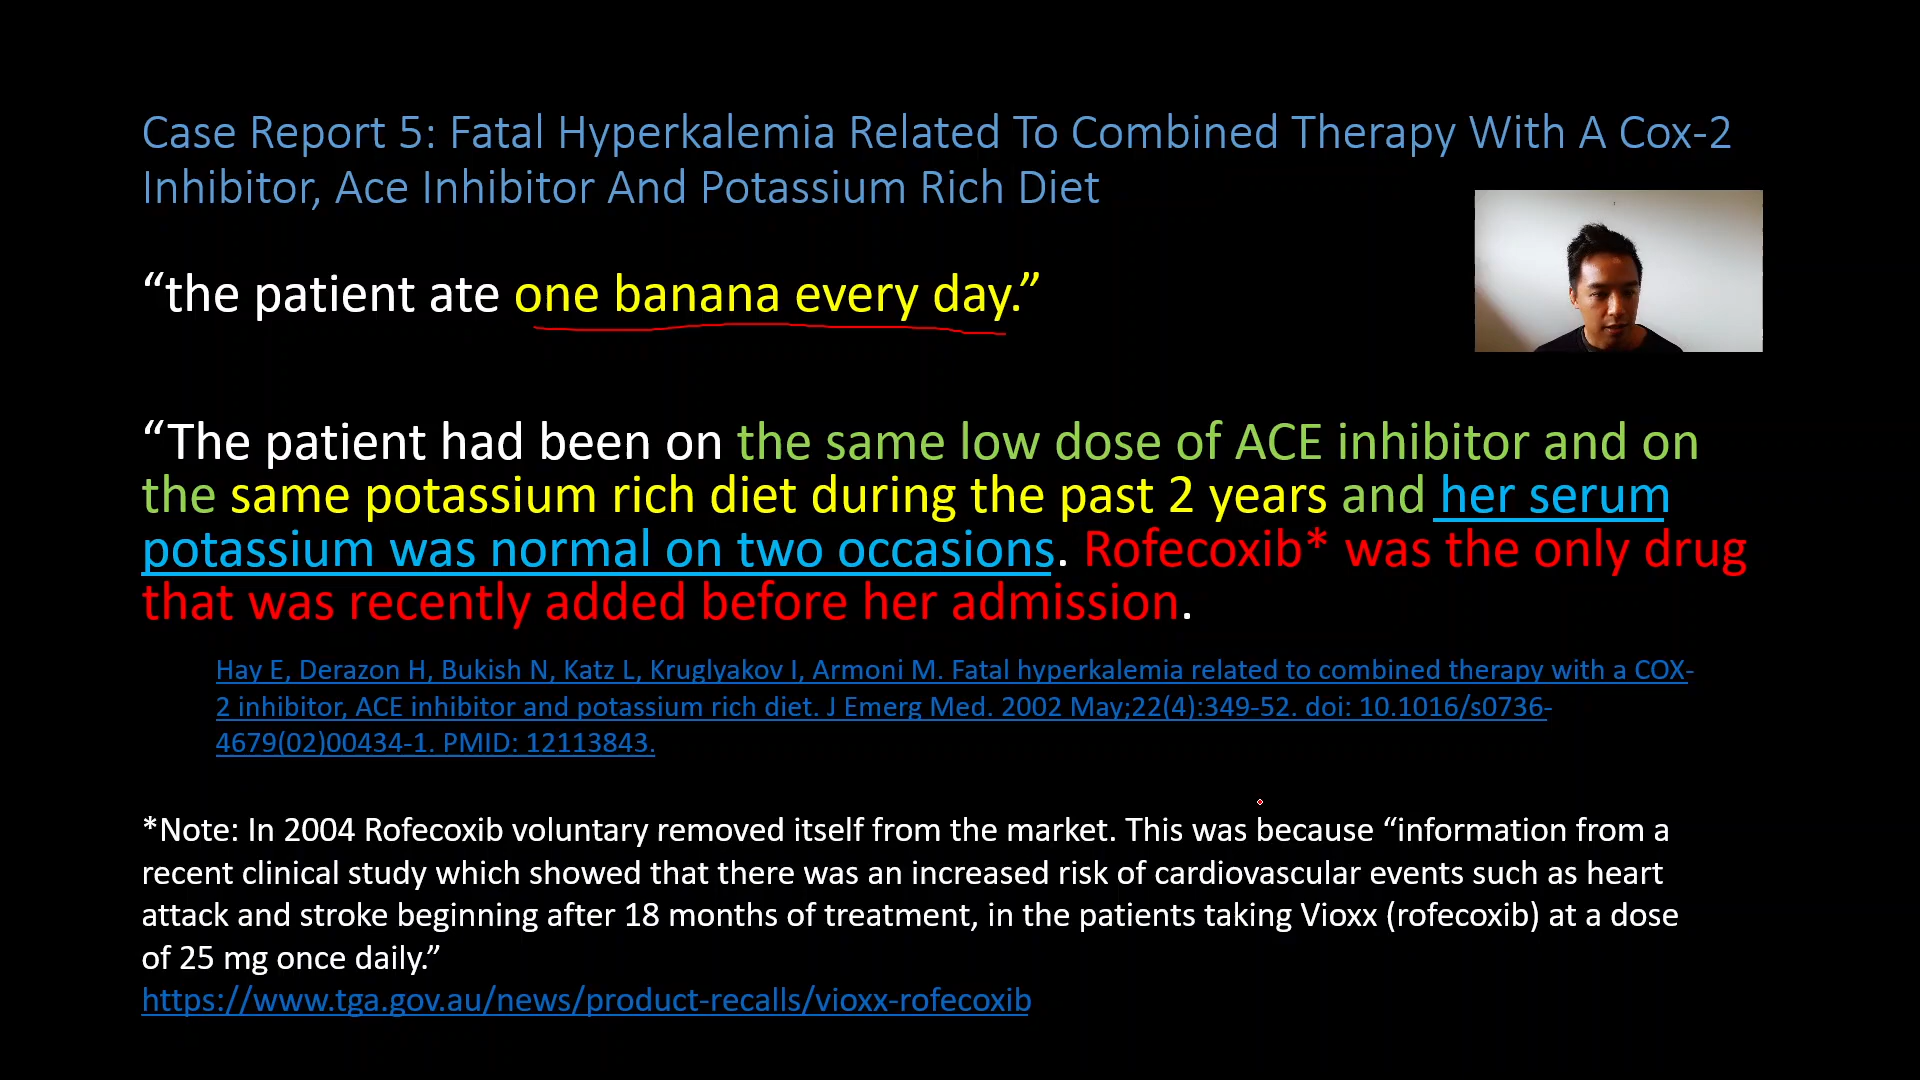 Case Report 5: Fatal Hyperkalemia Related To Combined Therapy With A Cox-2
Inhibitor, Ace Inhibitor And Potassium Rich Diet
“the patient ate one banana every day.”
“The patient had been on the same low dose of ACE inhibitor and on
the same potassium rich diet during the past 2 years and her serum
potassium was normal on two occasions. Rofecoxib* was the only drug
that was recently added before her admission.
Hay E, Derazon H, Bukish N, Katz L, Kruglyakov I, Armoni M. Fatal hyperkalemia related to combined therapy with a COX-
2 inhibitor, ACE inhibitor and potassium rich diet. J Emerg Med. 2002 May;22(4):349-52. doi: 10.1016/s0736-
4679(02)00434-1. PMID: 12113843.
*Note: In 2004 Rofecoxib voluntary removed itself from the market. This was because “information from a
recent clinical study which showed that there was an increased risk of cardiovascular events such as heart
attack and stroke beginning after 18 months of treatment, in the patients taking Vioxx (rofecoxib) at a dose
of 25 mg once daily.”
https://www.tga.gov.au/news/product-recalls/vioxx-rofecoxib